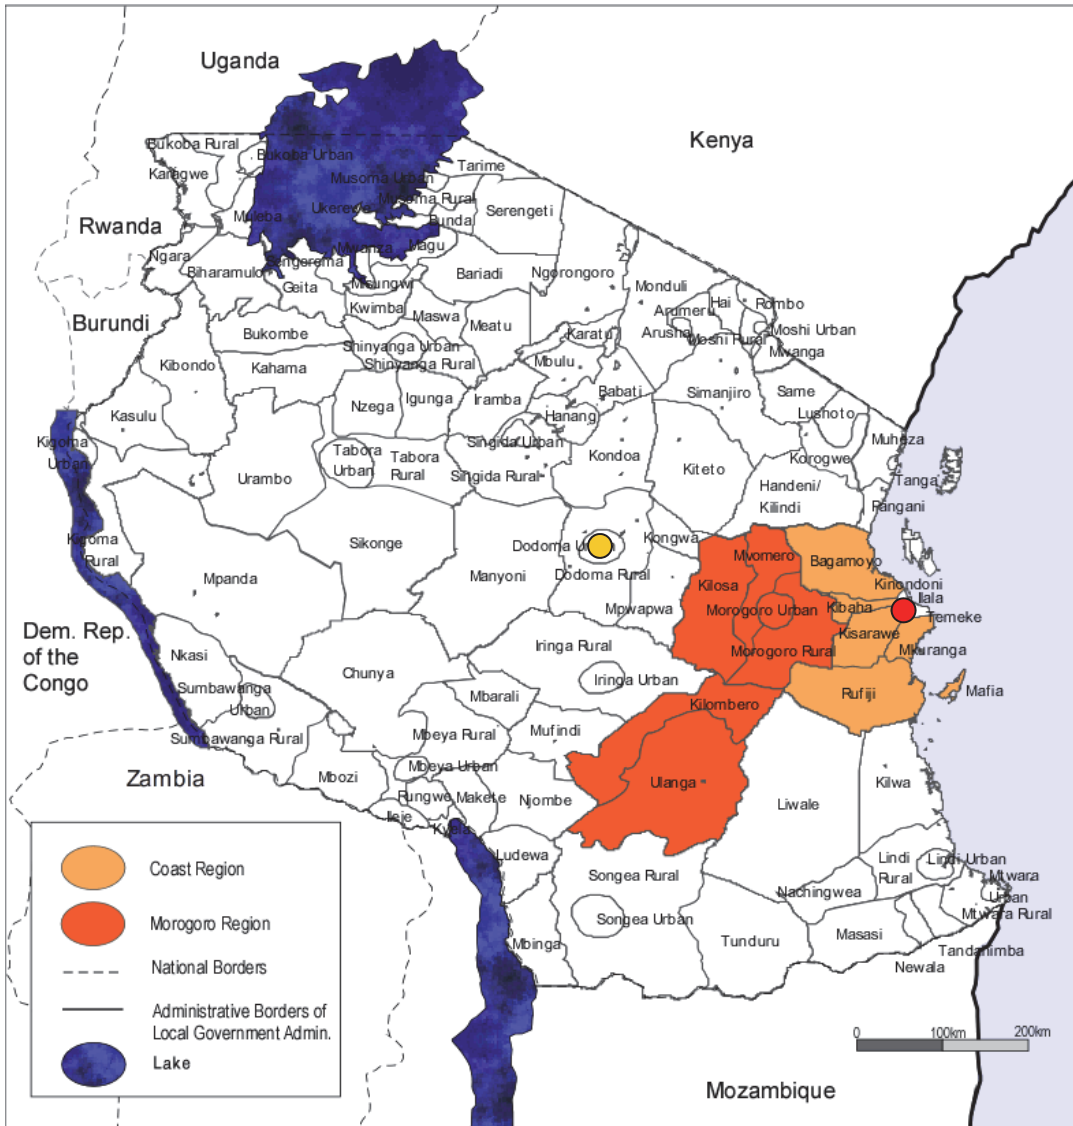 Uganda
Kenya
Bukoba Rural
Bukoba Urban
Karagwe
Tarime
Musoma Urban
Musoma Rural
Rwanda
Muleba
Ukerewe
Bunda
Serengeti
Ngara
Mwanza
Magu
Biharamulo
Sengerema
Geita
Misungwi
Bariadi
Ngorongoro
Monduli
Hai
Rombo
Arumeru
Burundi
Kwimba
Maswa
Meatu
Arusha
Moshi Urban
Moshi Rural
Bukombe
Karatu
Mwanga
Kibondo
Shinyanga Urban
Shinyanga Rural
Kahama
Mbulu
Babati
Simanjiro
Same
Kasulu
Nzega
Igunga
Iramba
Hanang
Lushoto
Kigoma
Urban
Singida Urban
Muheza
Urambo
Tabora
Urban
Tabora
Rural
Singida Rural
Kondoa
Kiteto
Korogwe
Tanga
Handeni/
Kilindi
Pangani
Kigoma
Rural
Sikonge
Dodoma Urban
Kongwa
Mvomero
Bagamoyo
Mpanda
Manyoni
Dodoma Rural
Kilosa
Kinondoni
Ilala
Mpwapwa
Morogoro Urban
Kibaha
Temeke
Dem. Rep.
of the
Congo
Nkasi
Iringa Rural
Morogoro Rural
Kisarawe
Mkuranga
Chunya
Iringa Urban
Sumbawanga
Urban
Mbarali
Kilombero
Rufiji
Mafia
Sumbawanga Rural
Mbeya Rural
Mufindi
Zambia
Mbozi
Mbeya Urban
Rungwe
Makete
Njombe
Ulanga
Liwale
Kilwa
Ileje
Kyela
Ludewa
Songea Rural
Lindi
Rural
Lindi Urban
Nachingwea
Mtwara
Urban
Mtwara Rural
Mbinga
Songea Urban
Tunduru
Masasi
Tandahimba
Newala
Coast Region
Morogoro Region
National Borders
Administrative Borders of
Local Government Admin.
Lake
0 100km 200km
Mozambique